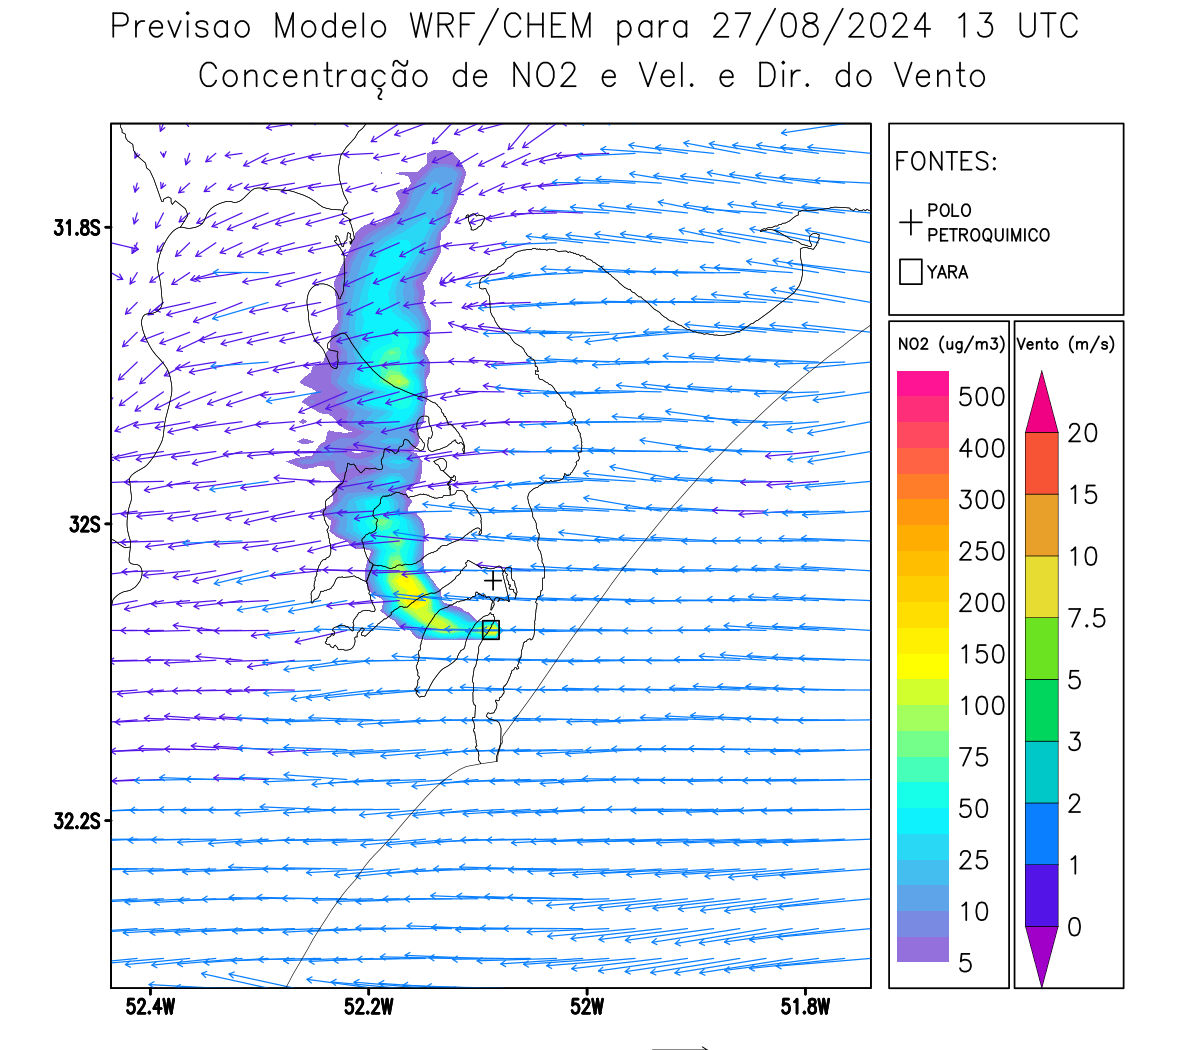 Previsao Modelo WRF/CHEM para 27/08/2024 13 UTC
Concentração de NO2 e Vel. e Dir. do Vento
FONTES:
POLO
PETROQUIMICO
YARA
NO2 (ug/m3)
500
400
300
250
200
150
100
75
50
25
10
5
Vento (m/s)
20
15
10
7.5
5
3
2
1
0
31.8S
32S
32.2S
52.4W
52.2W
52W
51.8W